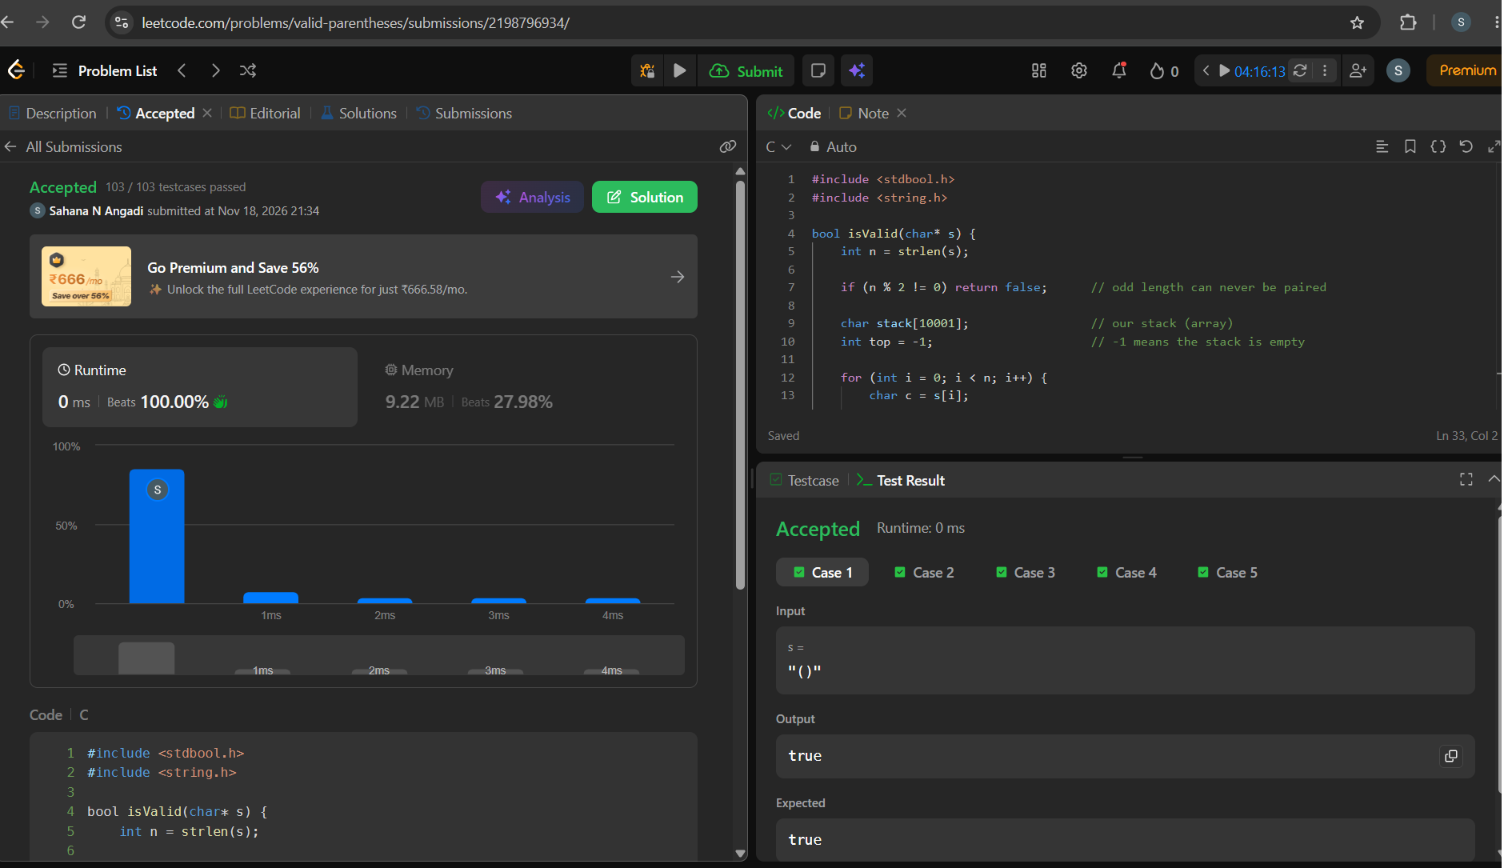 leetcode.com/problems/valid-parentheses/submissions/2198796934/
S
Problem List
Submit
0
04:16:13
S
Premium
Description
Accepted
Editorial
Solutions
Submissions
All Submissions
Accepted 103 / 103 testcases passed
S Sahana N Angadi submitted at Nov 18, 2026 21:34
Analysis
Solution
₹666/mo
Save over 56%
Go Premium and Save 56%
✨ Unlock the full LeetCode experience for just ₹666.58/mo.
Runtime
0 ms Beats 100.00%
Memory
9.22 MB Beats 27.98%
100%
50%
0%
S
1ms 2ms 3ms 4ms
1ms 2ms 3ms 4ms
Code C
1 #include <stdbool.h>
2 #include <string.h>
3
4 bool isValid(char* s) {
5 int n = strlen(s);
6
</> Code
Note
C
Auto
1 #include <stdbool.h>
2 #include <string.h>
3
4 bool isValid(char* s) {
5 int n = strlen(s);
6
7 if (n % 2 != 0) return false; // odd length can never be paired
8
9 char stack[10001]; // our stack (array)
10 int top = -1; // -1 means the stack is empty
11
12 for (int i = 0; i < n; i++) {
13 char c = s[i];
Saved
Ln 33, Col 2
Testcase
Test Result
Accepted Runtime: 0 ms
Case 1 Case 2 Case 3 Case 4 Case 5
Input
s =
"()"
Output
true
Expected
true